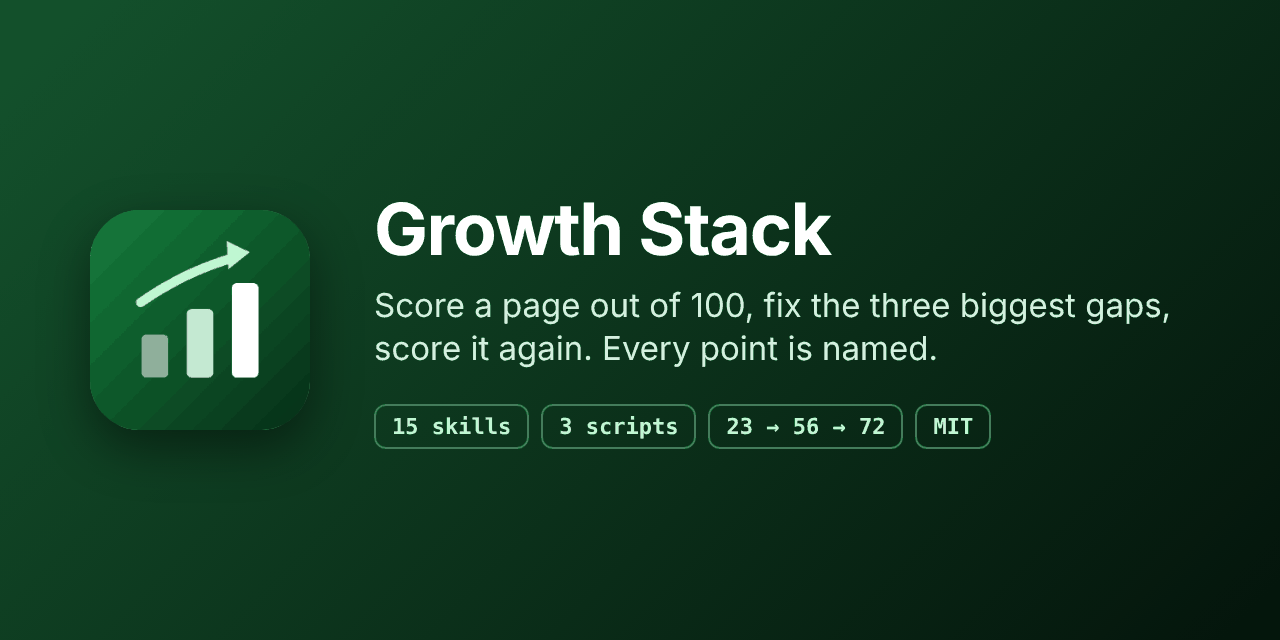 Growth Stack
Score a page out of 100, fix the three biggest gaps,
score it again. Every point is named.
15 skills
3 scripts
23 → 56 → 72
MIT